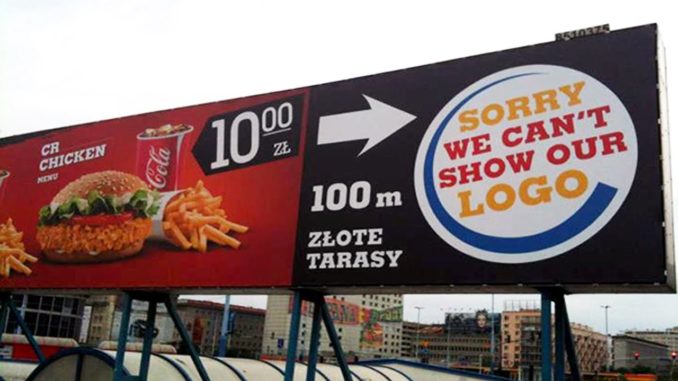 CR
CHICKEN
MENU
Coca-Cola
10 00
ZŁ
100 m
ZŁOTE
TARASY
SORRY
WE CAN'T
SHOW OUR
LOGO